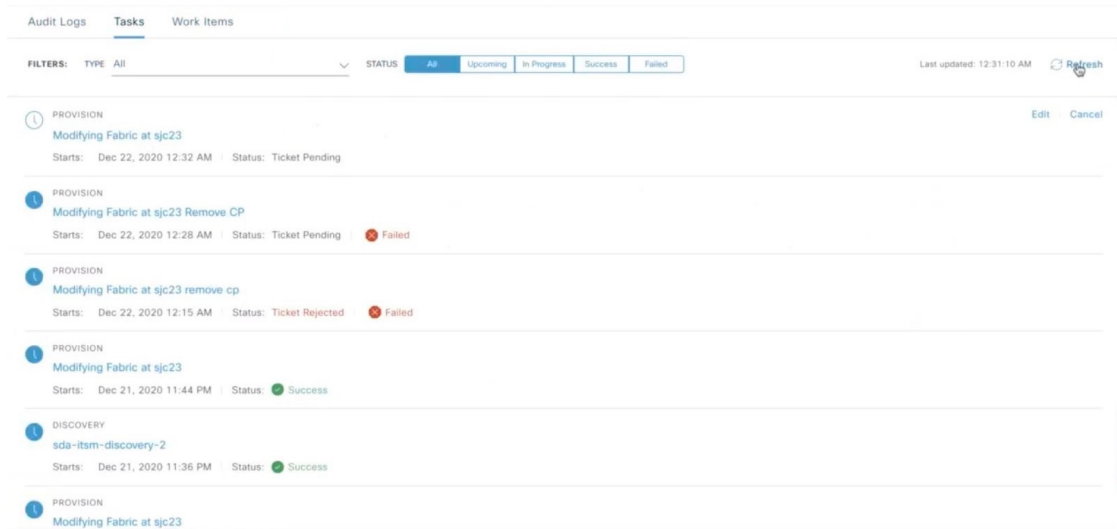 Audit Logs Tasks Work Items
FILTERS: TYPE All STATUS All Upcoming In Progress Success Failed Last updated: 12:31:10 AM Refresh
PROVISION Edit Cancel
Modifying Fabric at sjc23
Starts: Dec 22, 2020 12:32 AM Status: Ticket Pending
PROVISION
Modifying Fabric at sjc23 Remove CP
Starts: Dec 22, 2020 12:28 AM Status: Ticket Pending Failed
PROVISION
Modifying Fabric at sjc23 remove cp
Starts: Dec 22, 2020 12:15 AM Status: Ticket Rejected Failed
PROVISION
Modifying Fabric at sjc23
Starts: Dec 21, 2020 11:44 PM Status: Success
DISCOVERY
sda-itsm-discovery-2
Starts: Dec 21, 2020 11:36 PM Status: Success
PROVISION
Modifying Fabric at sjc23